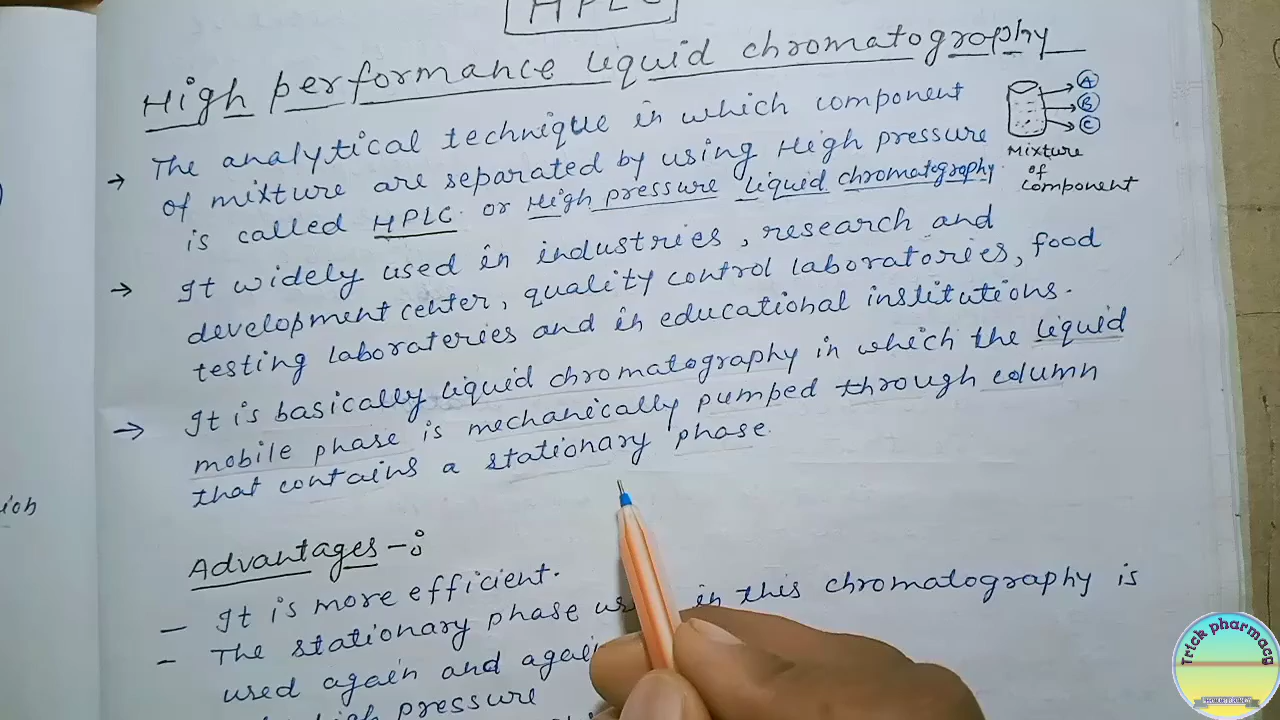 HPLC
High performance liquid chromatography
→ The analytical technique in which component
of mixture are separated by using High pressure
is called HPLC. or High pressure liquid chromatography.
A
B
C
Mixture
of
component
→ It widely used in industries, research and
development center, quality control laboratories, food
testing laborateries and in educational institutions.
→ It is basically liquid chromatography in which the liquid
mobile phase is mechanically pumped through column
that contains a stationary phase.
Advantages -:
- It is more efficient.
- The stationary phase in this chromatography is
used again and again
pressure
Trick pharmacy